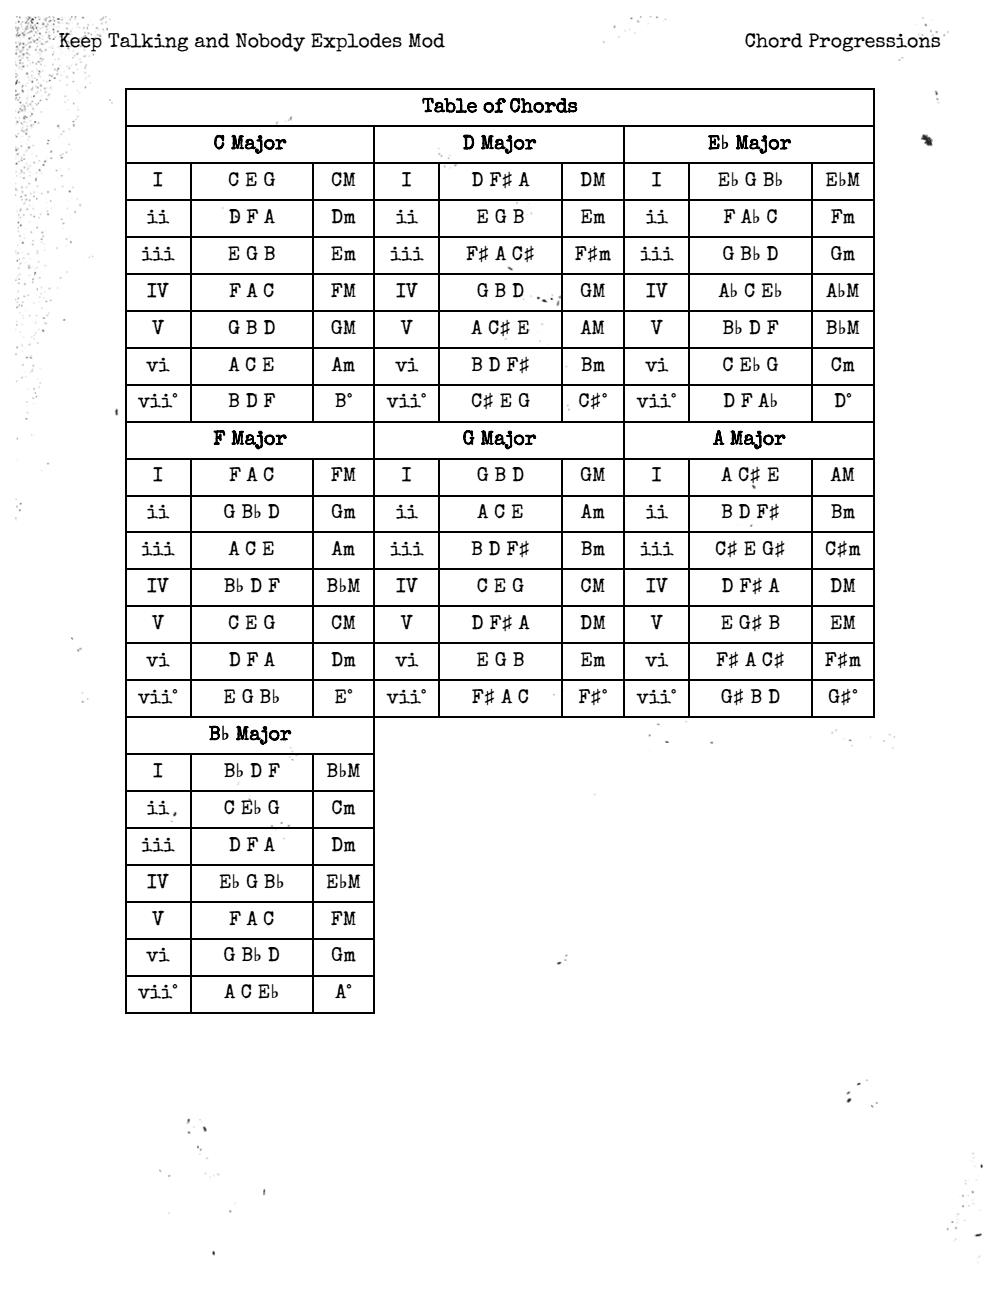 Keep Talking and Nobody Explodes Mod Chord Progressions
Table of Chords
C Major D Major E♭ Major
I C E G CM I D F♯ A DM I E♭ G B♭ E♭M
ii D F A Dm ii E G B Em ii F A♭ C Fm
iii E G B Em iii F♯ A C♯ F♯m iii G B♭ D Gm
IV F A C FM IV G B D GM IV A♭ C E♭ A♭M
V G B D GM V A C♯ E AM V B♭ D F B♭M
vi A C E Am vi B D F♯ Bm vi C E♭ G Cm
vii° B D F B° vii° C♯ E G C♯° vii° D F A♭ D°
F Major G Major A Major
I F A C FM I G B D GM I A C♯ E AM
ii G B♭ D Gm ii A C E Am ii B D F♯ Bm
iii A C E Am iii B D F♯ Bm iii C♯ E G♯ C♯m
IV B♭ D F B♭M IV C E G CM IV D F♯ A DM
V C E G CM V D F♯ A DM V E G♯ B EM
vi D F A Dm vi E G B Em vi F♯ A C♯ F♯m
vii° E G B♭ E° vii° F♯ A C F♯° vii° G♯ B D G♯°
B♭ Major
I B♭ D F B♭M
ii C E♭ G Cm
iii D F A Dm
IV E♭ G B♭ E♭M
V F A C FM
vi G B♭ D Gm
vii° A C E♭ A°